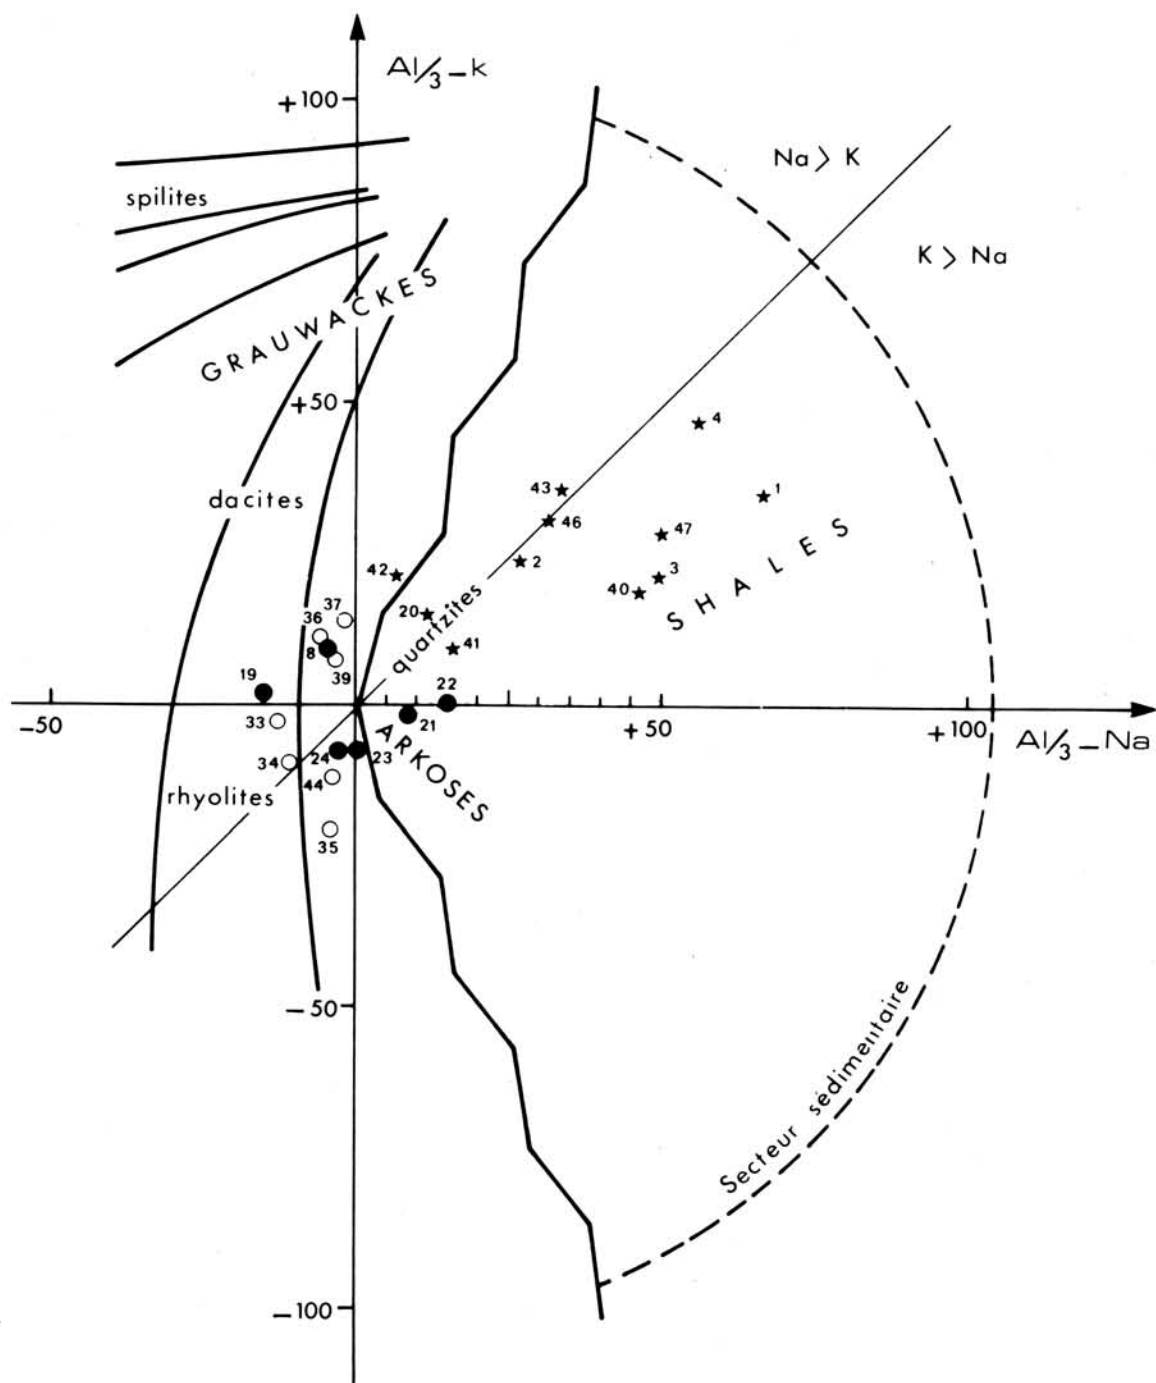 Al/3-k
+100
Na > K
spilites
K > Na
GRAUWACKES
+50
4
43
1
dacites
46
47
42
2
3
SHALES
40
37
20
36
quartzites
8
41
39
19
22
-50
33
21
+50
+100
Al/3-Na
ARKOSES
34
24
23
44
rhyolites
35
-50
Secteur sédimentaire
-100